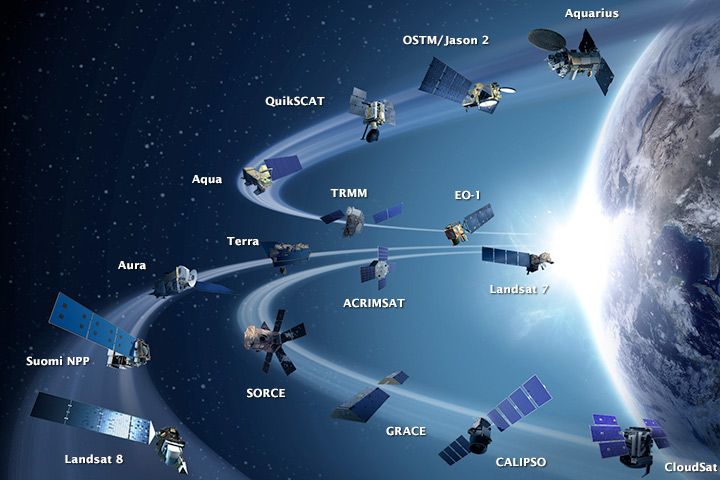 Aquarius
OSTM/Jason 2
QuikSCAT
Aqua
TRMM
EO-1
Terra
Aura
Landsat 7
ACRIMSAT
Suomi NPP
SORCE
GRACE
Landsat 8
CALIPSO
CloudSat